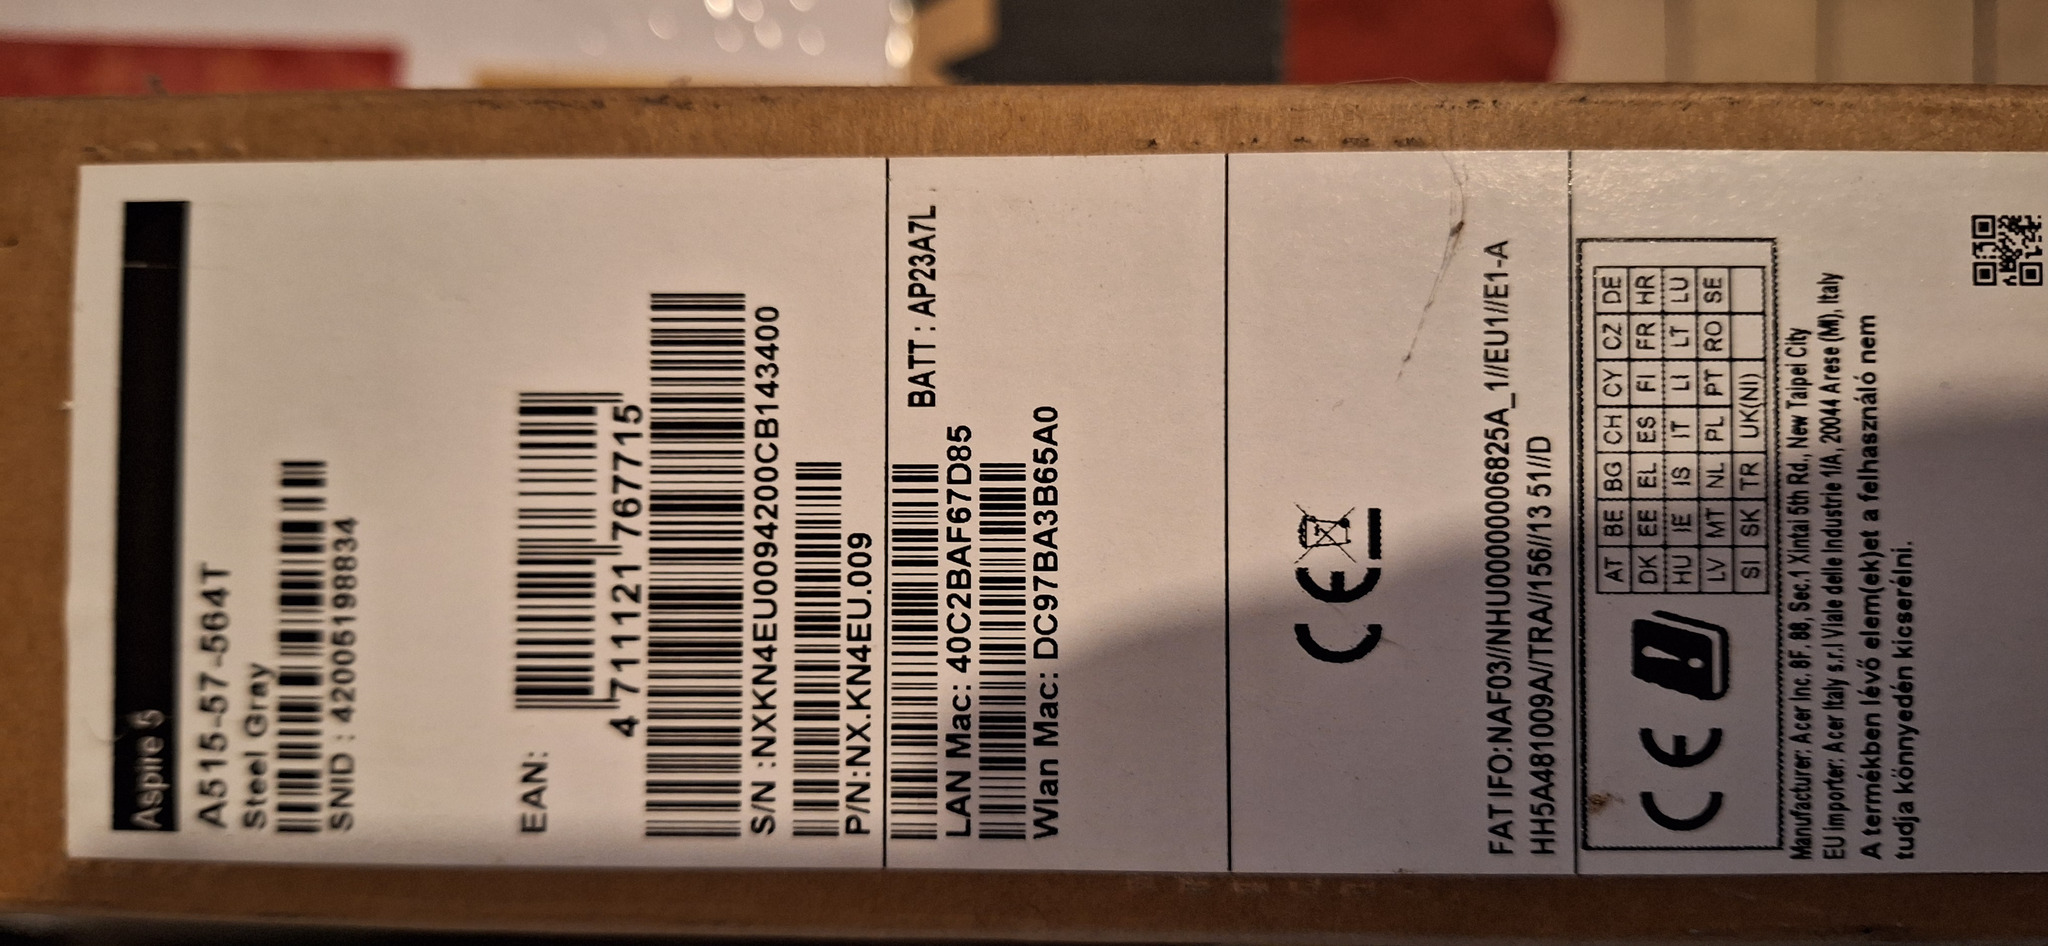 Aspire 5
A515-57-564T
Steel Gray
SNID : 42005198834
EAN:
4 711121 767715
S/N :NXKN4EU0094200CB143400
P/N:NX.KN4EU.009
BATT : AP23A7L
LAN Mac: 40C2BAF67D85
Wlan Mac: DC97BA3B65A0
CE
FATIFO:NAF03//NHU0000006825A_1//EU1//E1-A
HH5A481009A//TRA//156//13 51//D
CE
AT BE BG CH CY CZ DE
DK EE EL ES FI FR HR
HU IE IS IT LI LT LU
LV MT NL PL PT RO SE
SI SK TR UK(NI)
Manufacturer: Acer Inc. 8F, 88, Sec.1 Xintai 5th Rd., New Taipei City
EU importer: Acer Italy s.r.l Viale delle Industrie 1/A, 20044 Arese (MI), Italy
A termékben lévő elem(ek)et a felhasználó nem
tudja könnyedén kicserélni.